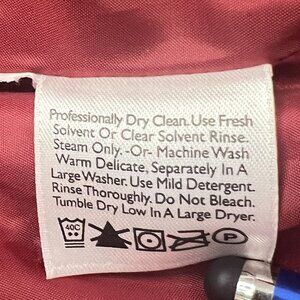 Professionally Dry Clean. Use Fresh
Solvent Or Clear Solvent Rinse.
Steam Only. -Or- Machine Wash
Warm Delicate, Separately In A
Large Washer. Use Mild Detergent.
Rinse Thoroughly. Do Not Bleach.
Tumble Dry Low In A Large Dryer.
40C P